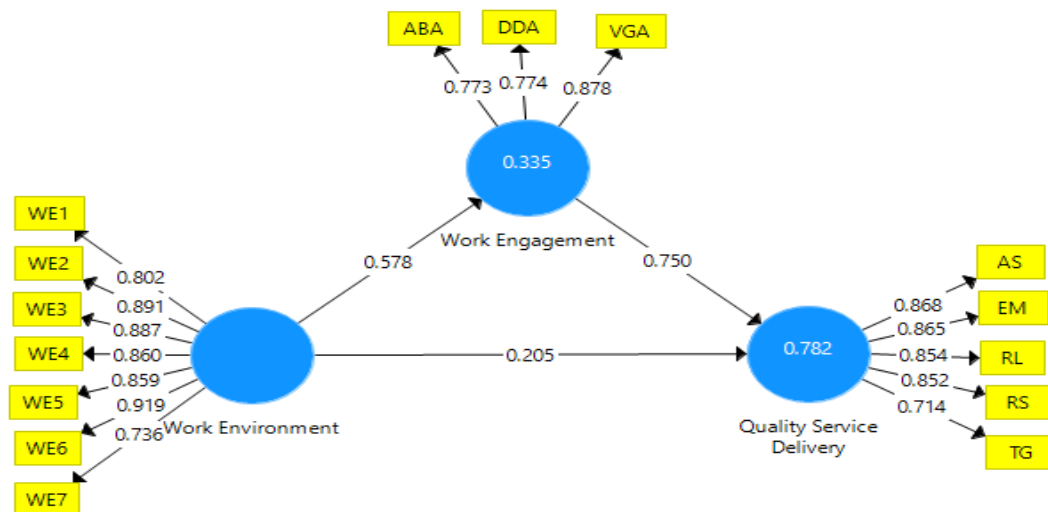 ABA
DDA
VGA
0.773
0.774
0.878
0.335
Work Engagement
WE1
WE2
WE3
WE4
WE5
WE6
WE7
0.802
0.891
0.887
0.860
0.859
0.919
0.736
Work Environment
0.578
0.750
0.205
0.782
Quality Service
Delivery
0.868
0.865
0.854
0.852
0.714
AS
EM
RL
RS
TG